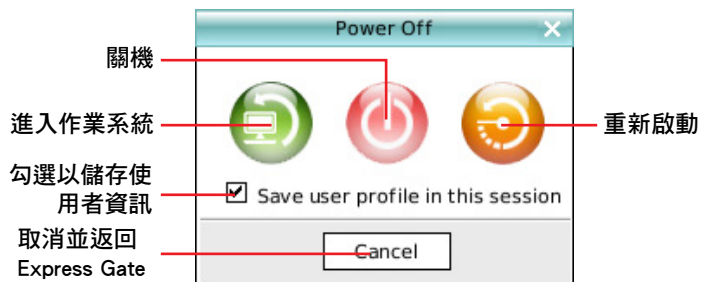 Power Off
關機
進入作業系統
重新啟動
勾選以儲存使
用者資訊
Save user profile in this session
取消並返回
Express Gate
Cancel